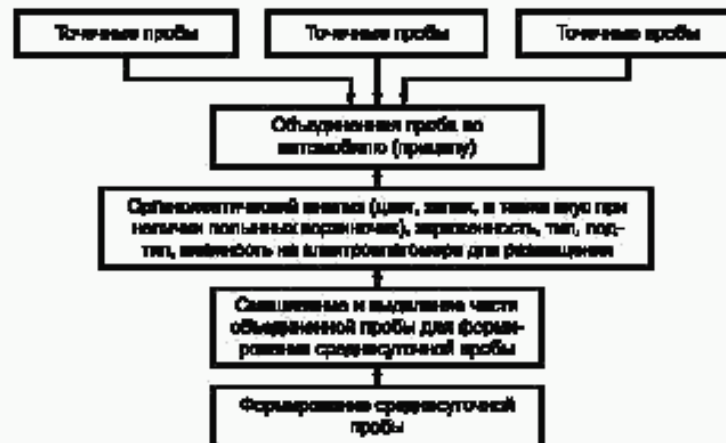 Точечные пробы
Точечные пробы
Точечные пробы
Объединенная проба по
автомобилю (прицепу)
Органолептический анализ (цвет, запах, а также вкус при
наличии полынных корзиночек), зараженность, тип, под-
тип, влажность на электровлагомере для размещения
Смешивание и выделение части
объединенной пробы для форми-
рования среднесуточной пробы
Формирование среднесуточной
пробы